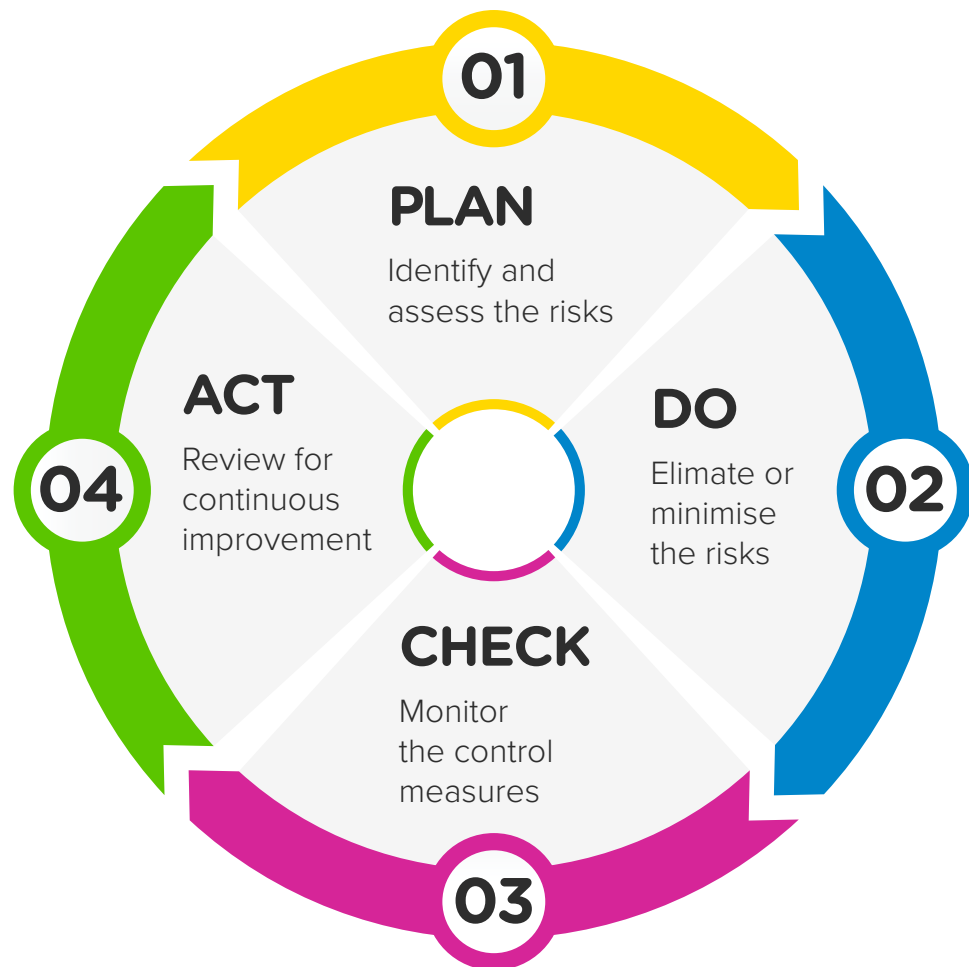 01
PLAN
Identify and
assess the risks
02
DO
Elimate or
minimise
the risks
03
CHECK
Monitor
the control
measures
04
ACT
Review for
continuous
improvement